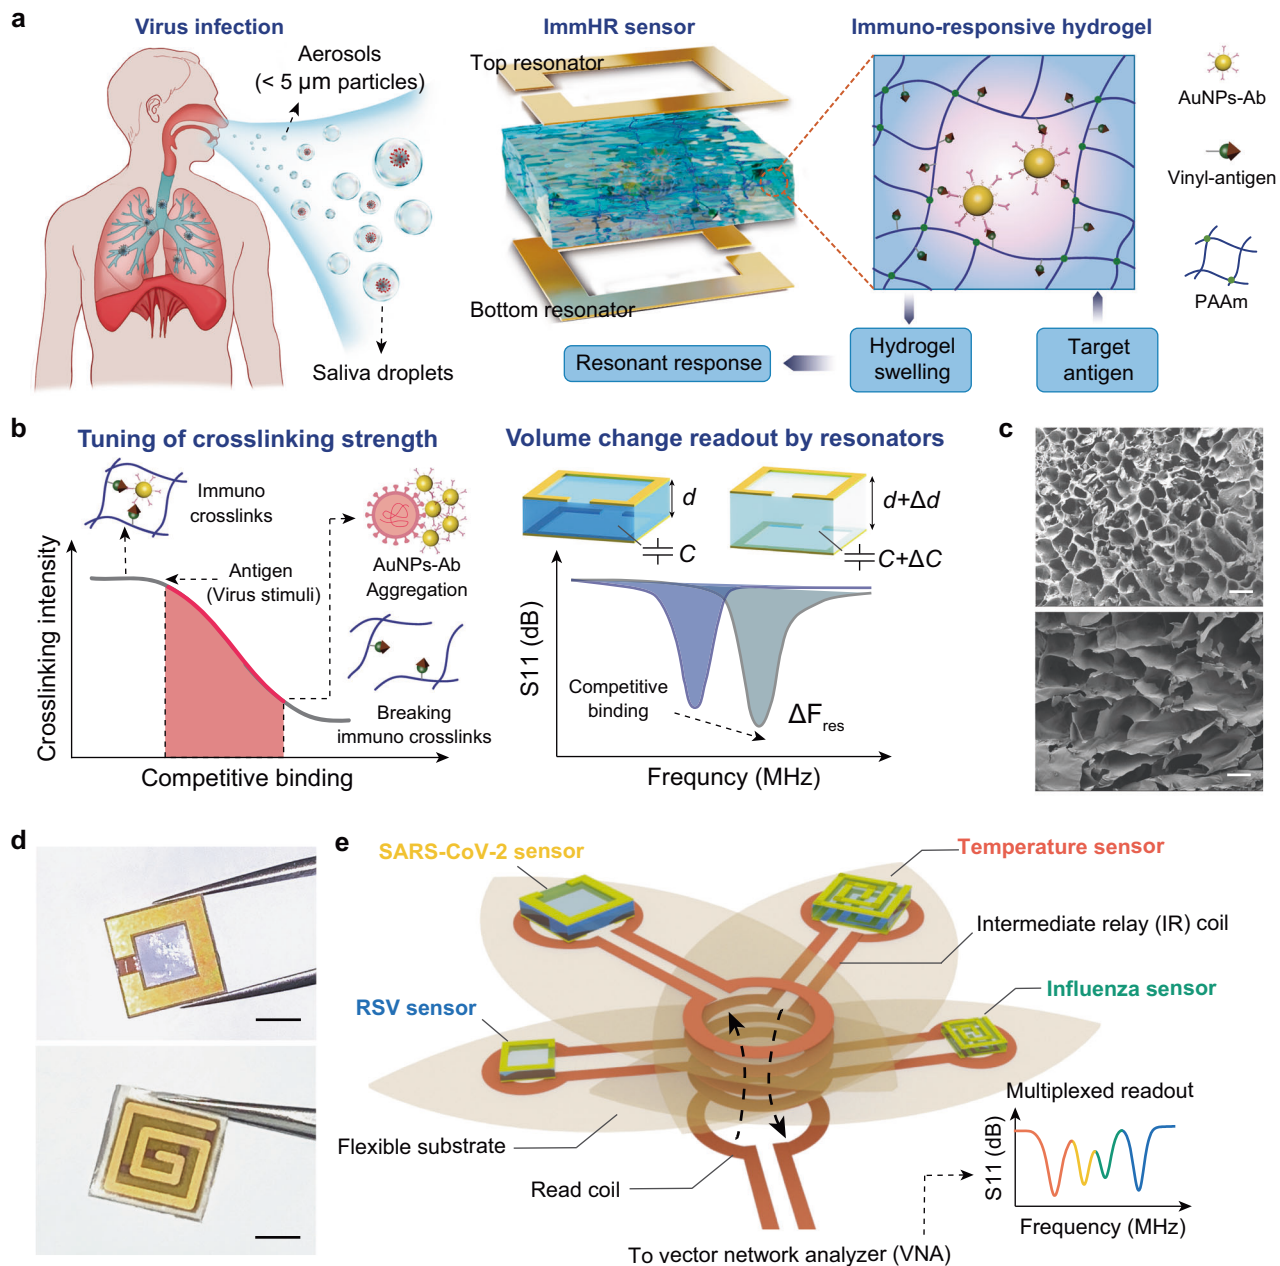 a
Virus infection
Aerosols
(< 5 µm particles)
Saliva droplets
ImmHR sensor
Top resonator
Bottom resonator
Immuno-responsive hydrogel
AuNPs-Ab
Vinyl-antigen
PAAm
Resonant response
Hydrogel
swelling
Target
antigen
b
Tuning of crosslinking strength
Immuno
crosslinks
Antigen
(Virus stimuli)
AuNPs-Ab
Aggregation
Breaking
immuno crosslinks
Crosslinking intensity
Competitive binding
Volume change readout by resonators
d
C
d+Δd
C+ΔC
S11 (dB)
Competitive
binding
ΔFres
Frequncy (MHz)
c
d
e
SARS-CoV-2 sensor
Temperature sensor
Intermediate relay (IR) coil
RSV sensor
Influenza sensor
Flexible substrate
Read coil
To vector network analyzer (VNA)
Multiplexed readout
S11 (dB)
Frequency (MHz)